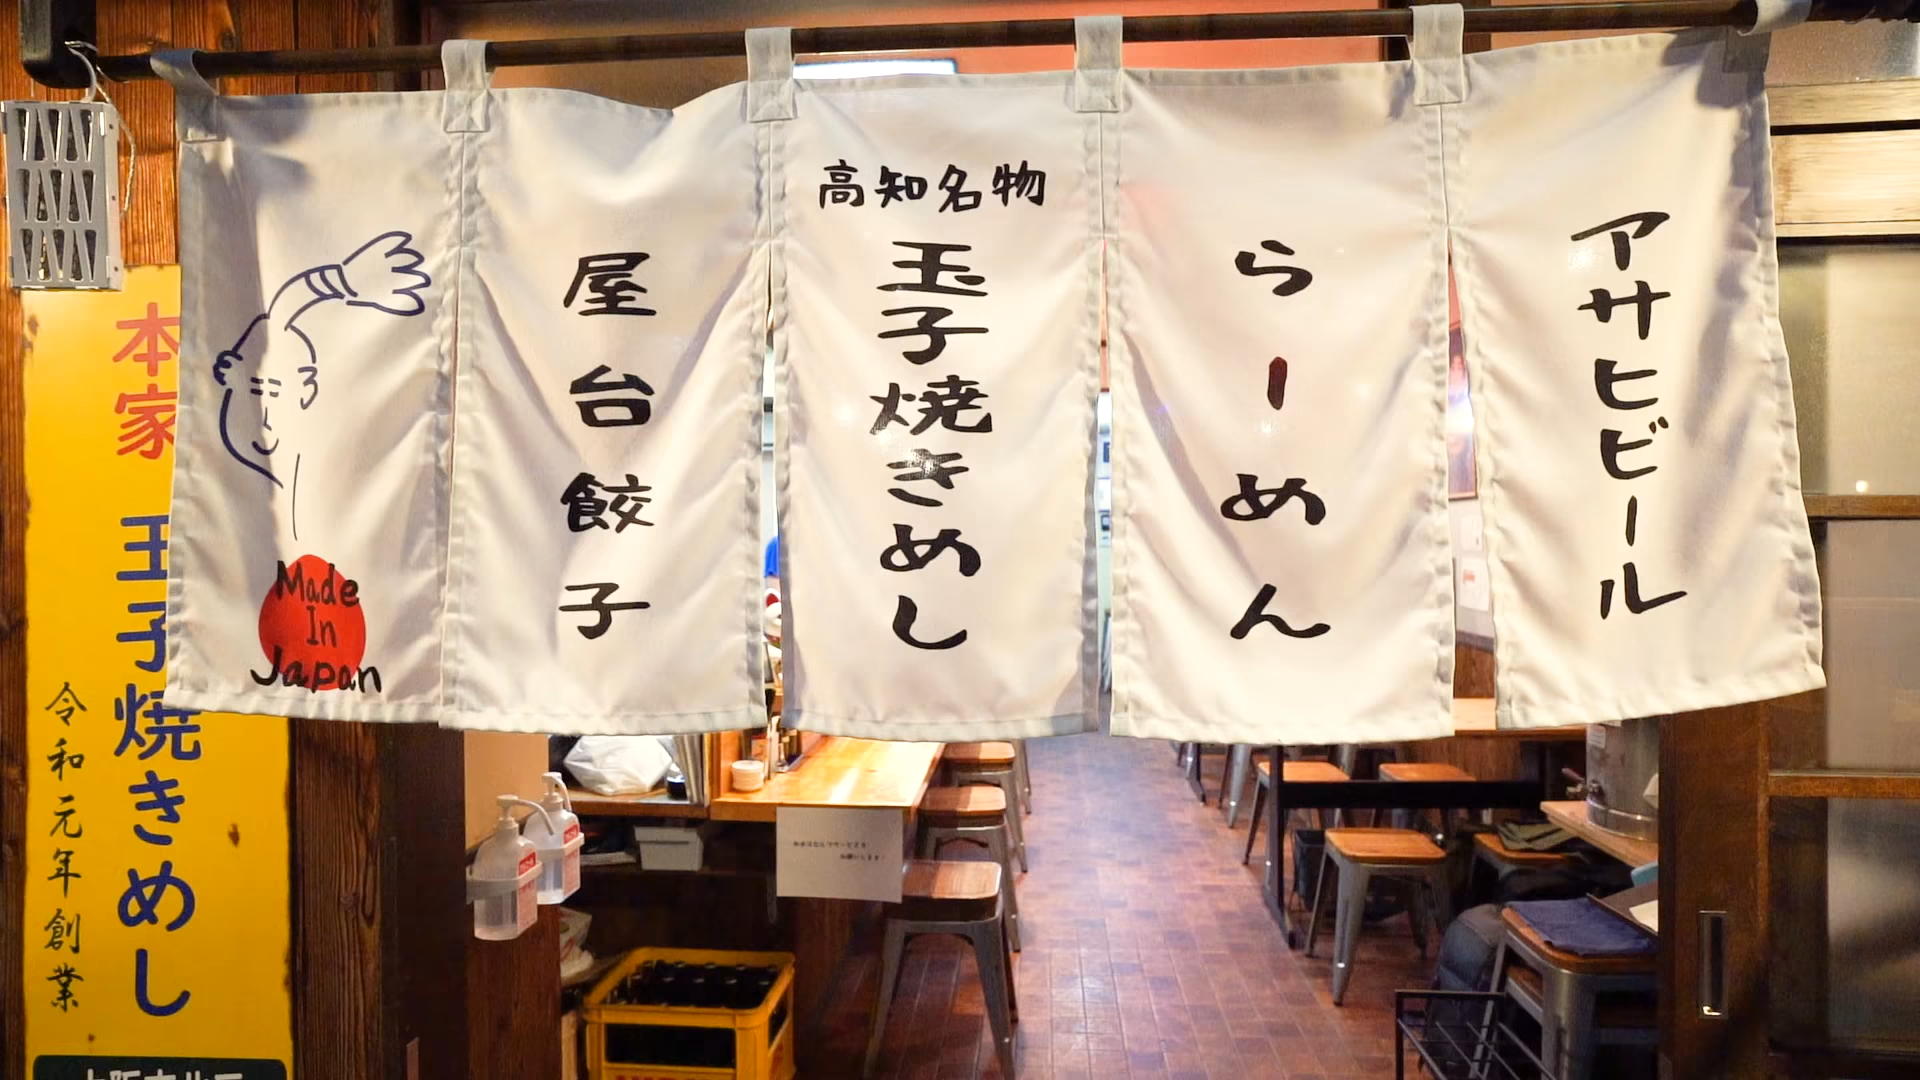 アサヒビール
らーめん
高知名物
玉子焼きめし
屋台餃子
Made
In
Japan
本家 玉子焼きめし
令和元年創業